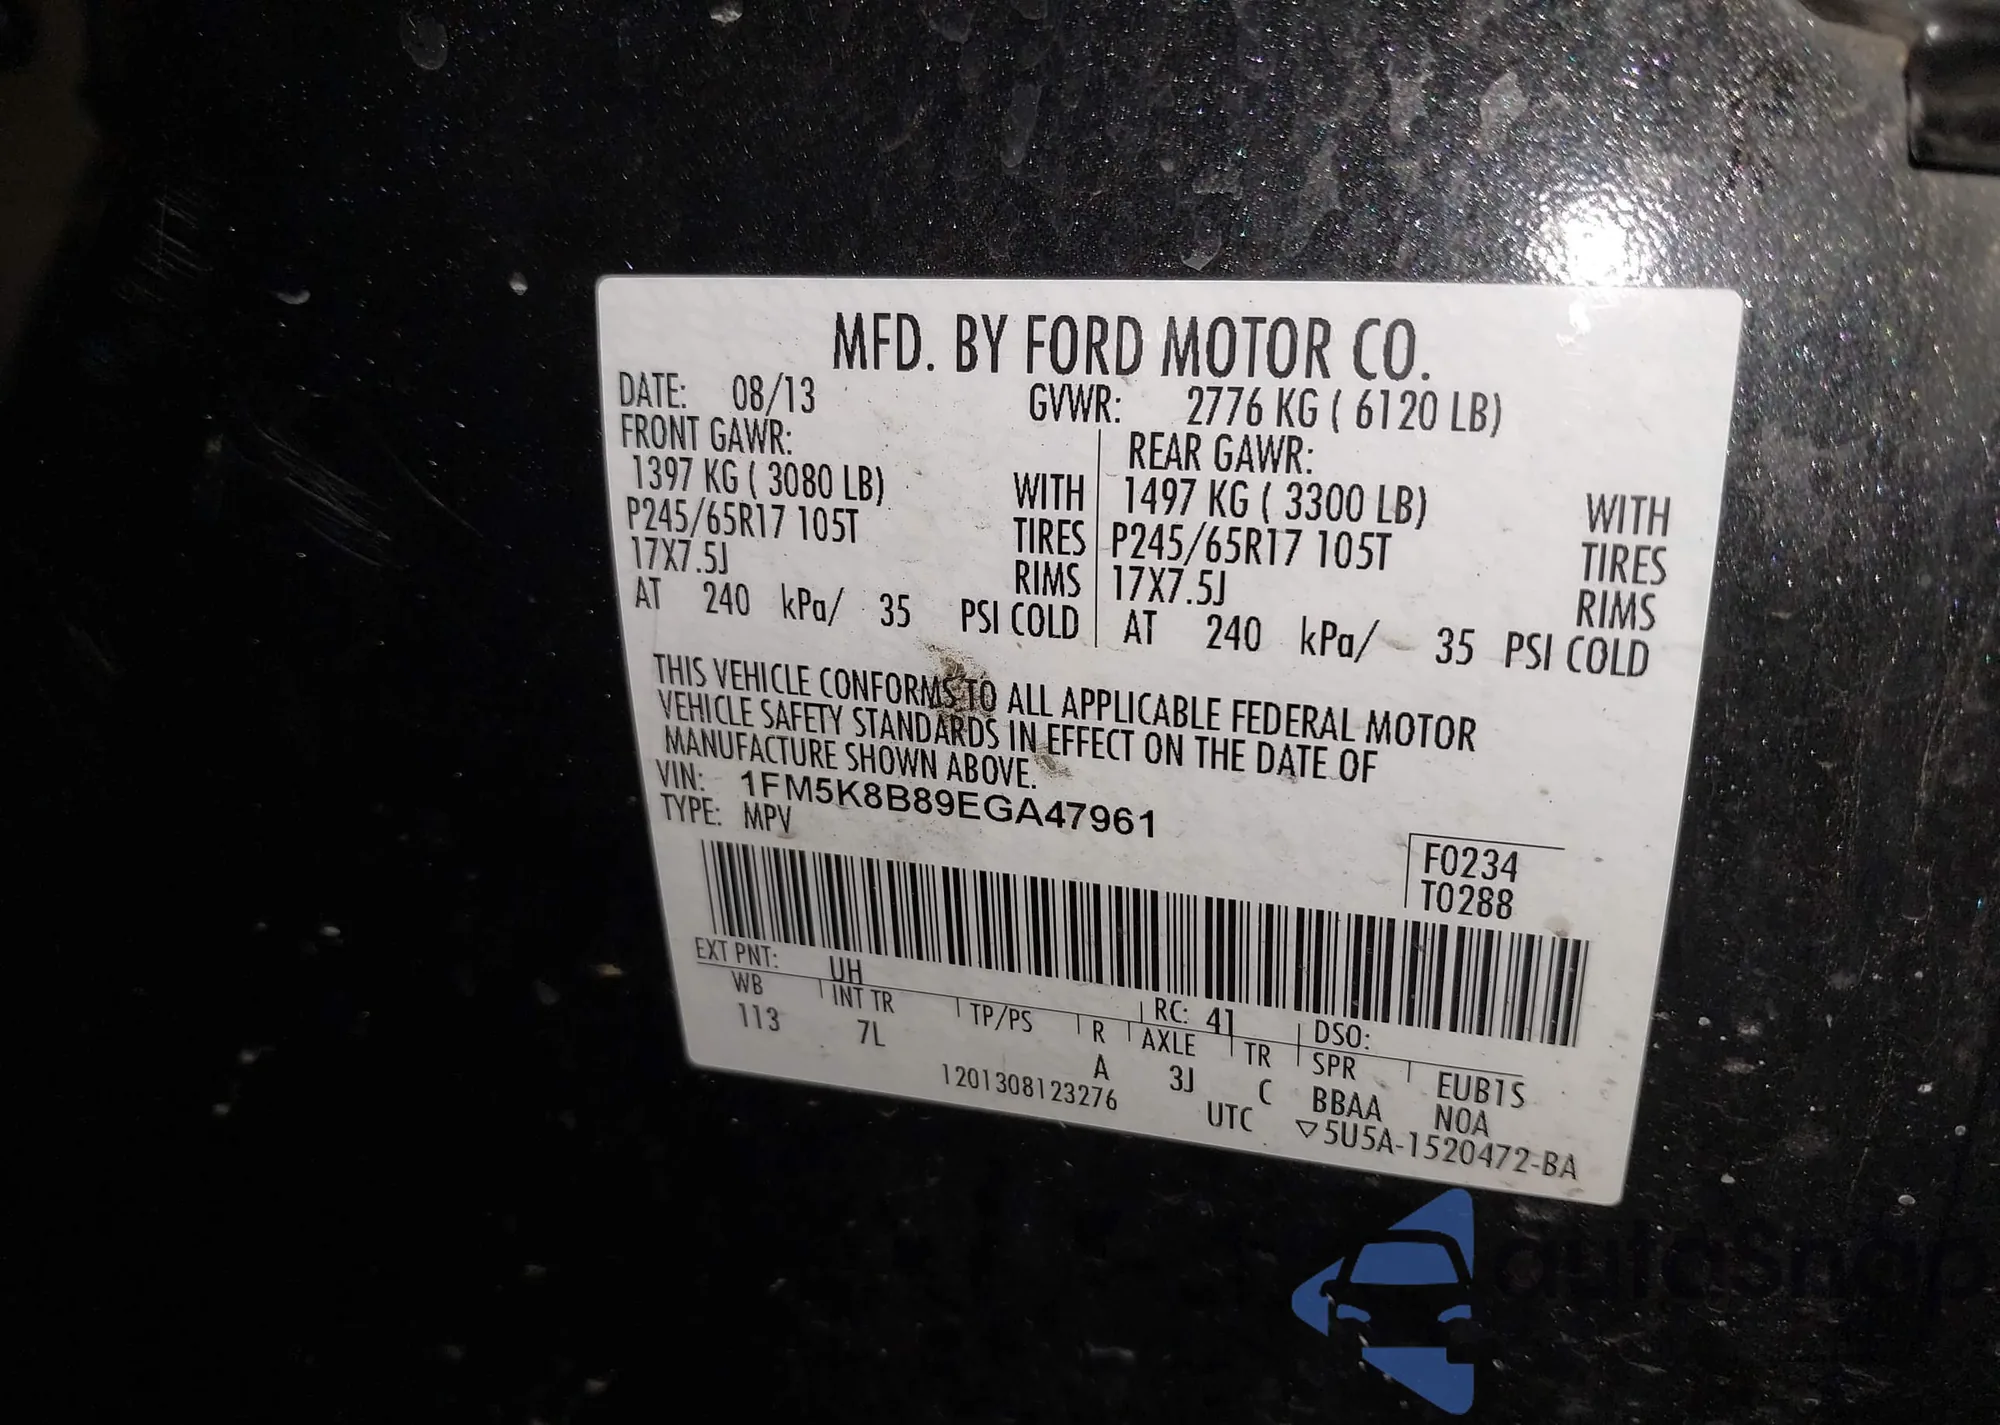 MFD. BY FORD MOTOR CO.
DATE: 08/13 GVWR: 2776 KG ( 6120 LB)
FRONT GAWR: REAR GAWR:
1397 KG ( 3080 LB) WITH 1497 KG ( 3300 LB) WITH
P245/65R17 105T TIRES P245/65R17 105T TIRES
17X7.5J RIMS 17X7.5J RIMS
AT 240 kPa/ 35 PSI COLD AT 240 kPa/ 35 PSI COLD
THIS VEHICLE CONFORMS TO ALL APPLICABLE FEDERAL MOTOR
VEHICLE SAFETY STANDARDS IN EFFECT ON THE DATE OF
MANUFACTURE SHOWN ABOVE.
VIN: 1FM5K8B89EGA47961
TYPE: MPV
F0234
T0288
EXT PNT: UH RC: 41 DSO:
WB INT TR TP/PS R AXLE TR SPR EUB1S
113 7L A 3J C BBAA NOA
1201308123276 UTC ▽5U5A-1520472-BA
autosnap